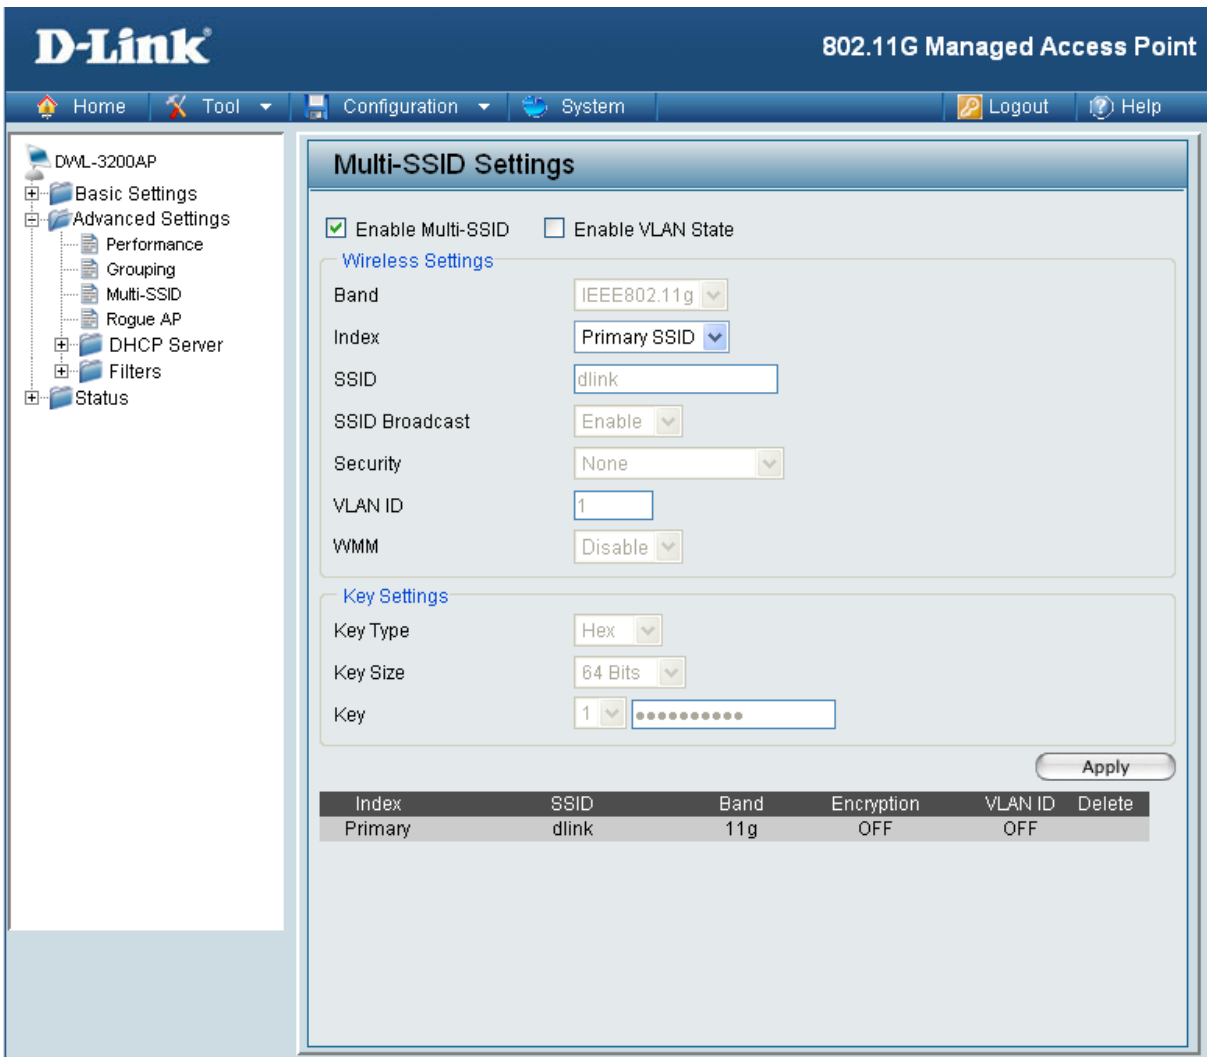 D-Link
802.11G Managed Access Point
Home Tool Configuration System Logout Help
DWL-3200AP
Basic Settings
Advanced Settings
Performance
Grouping
Multi-SSID
Rogue AP
DHCP Server
Filters
Status
Multi-SSID Settings
Enable Multi-SSID Enable VLAN State
Wireless Settings
Band IEEE802.11g
Index Primary SSID
SSID dlink
SSID Broadcast Enable
Security None
VLAN ID 1
WMM Disable
Key Settings
Key Type Hex
Key Size 64 Bits
Key 1 ●●●●●●●●●●
Apply
Index SSID Band Encryption VLAN ID Delete
Primary dlink 11g OFF OFF